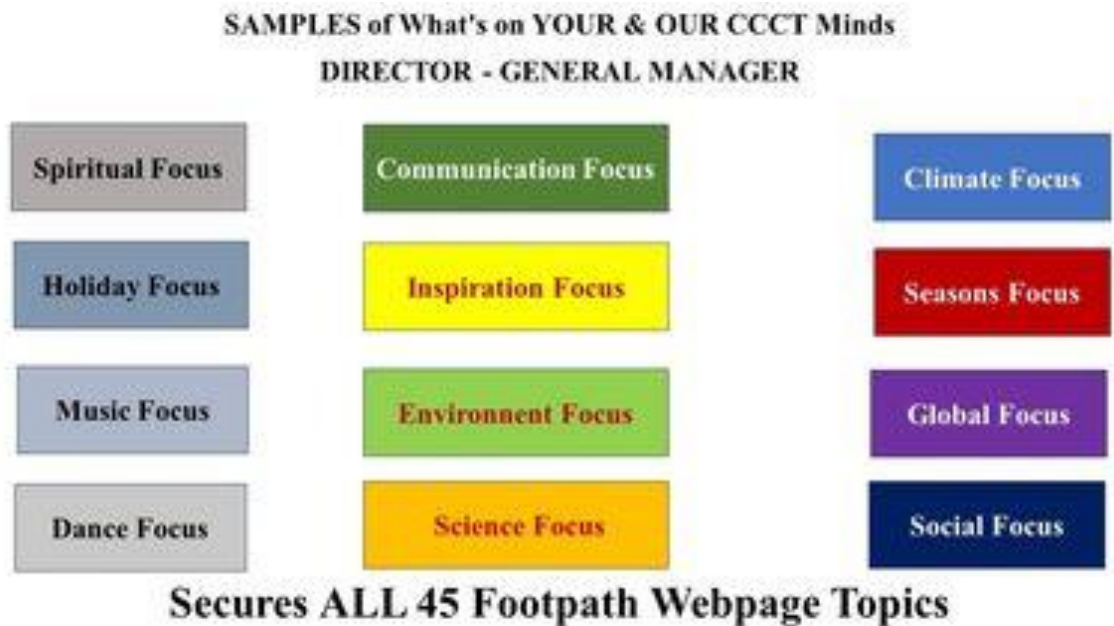 SAMPLES of What's on YOUR & OUR CCCT Minds
DIRECTOR - GENERAL MANAGER
Spiritual Focus
Communication Focus
Climate Focus
Holiday Focus
Inspiration Focus
Seasons Focus
Music Focus
Environnent Focus
Global Focus
Dance Focus
Science Focus
Social Focus
Secures ALL 45 Footpath Webpage Topics